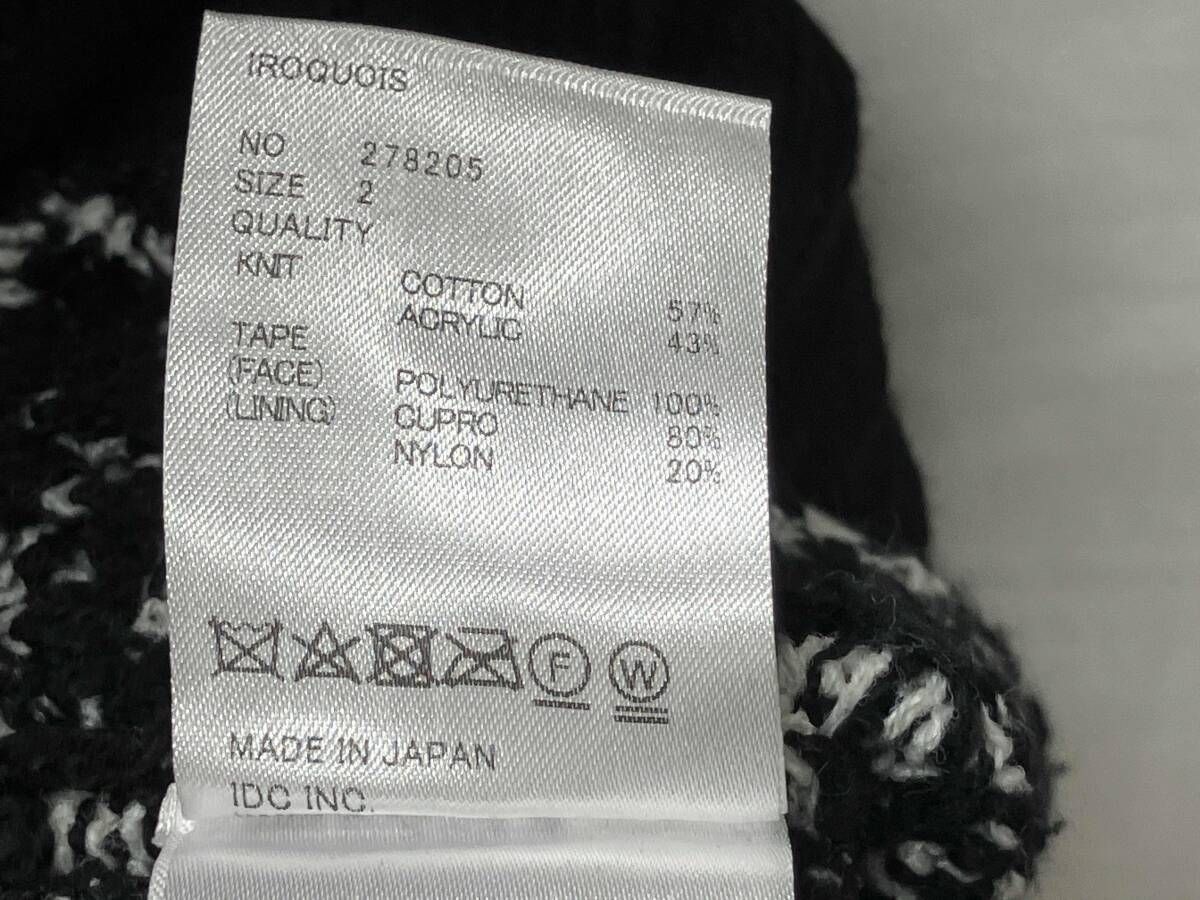 IROQUOIS
NO 278205
SIZE 2
QUALITY
KNIT
COTTON 57%
ACRYLIC 43%
TAPE
(FACE) POLYURETHANE 100%
(LINING) CUPRO 80%
NYLON 20%
F W
MADE IN JAPAN
IDC INC.